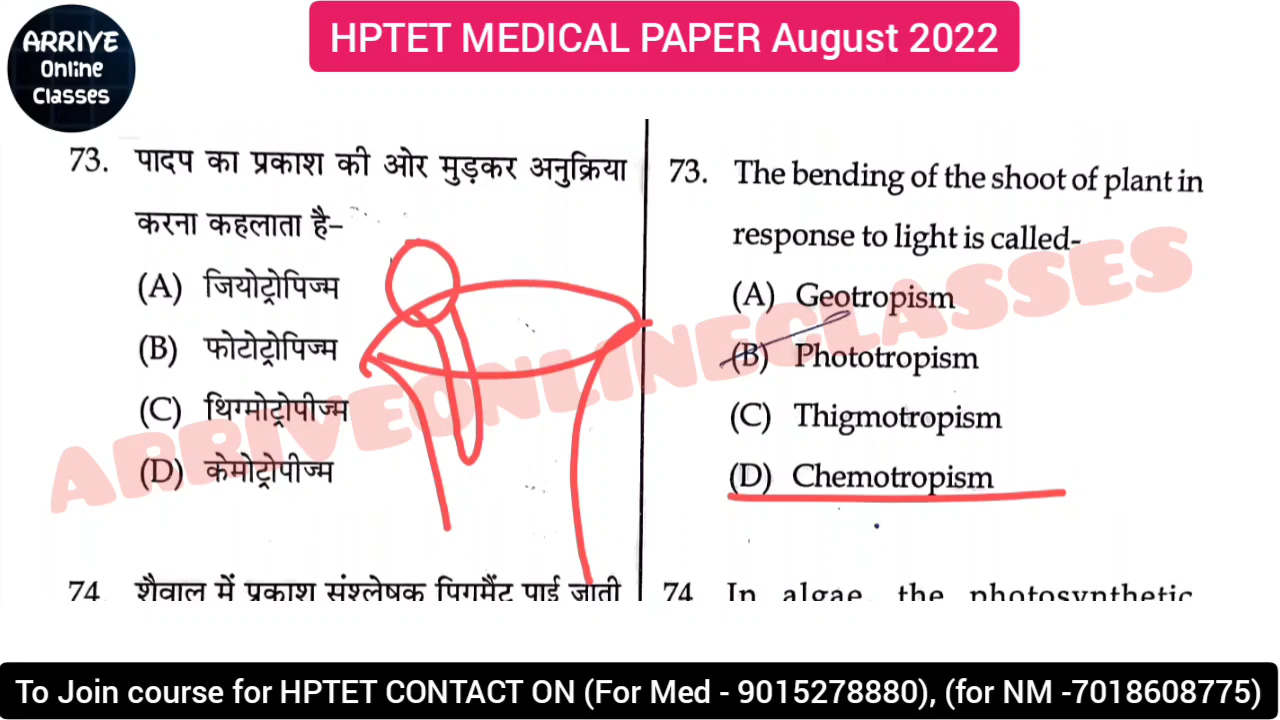 ARRIVE
Online
Classes
HPTET MEDICAL PAPER August 2022
73. पादप का प्रकाश की ओर मुड़कर अनुक्रिया
करना कहलाता है-
(A) जियोट्रोपिज्म
(B) फोटोट्रोपिज्म
(C) थिग्मोट्रोपीज्म
(D) केमोट्रोपीज्म
74. शैवाल में प्रकाश संश्लेषक पिगमैंट पाई जाती
73. The bending of the shoot of plant in
response to light is called-
(A) Geotropism
(B) Phototropism
(C) Thigmotropism
(D) Chemotropism
74. In algae, the photosynthetic
ARRIVEONLINECLASSES
To Join course for HPTET CONTACT ON (For Med - 9015278880), (for NM -7018608775)